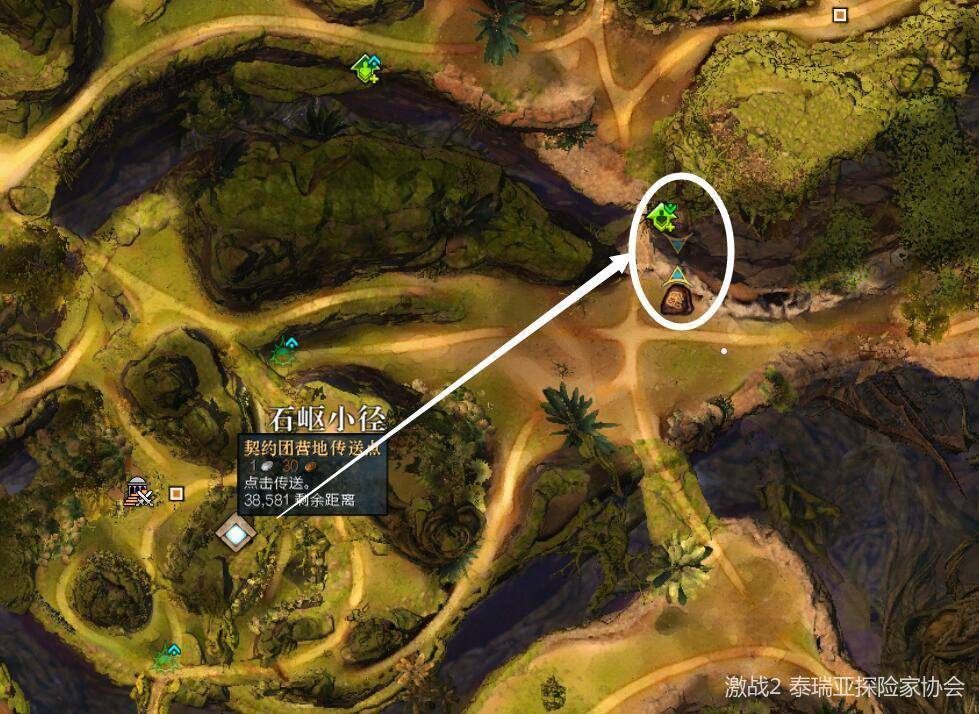 石岖小径
契约团营地传送点
1 30
点击传送。
38,581 剩余距离
激战2 泰瑞亚探险家协会